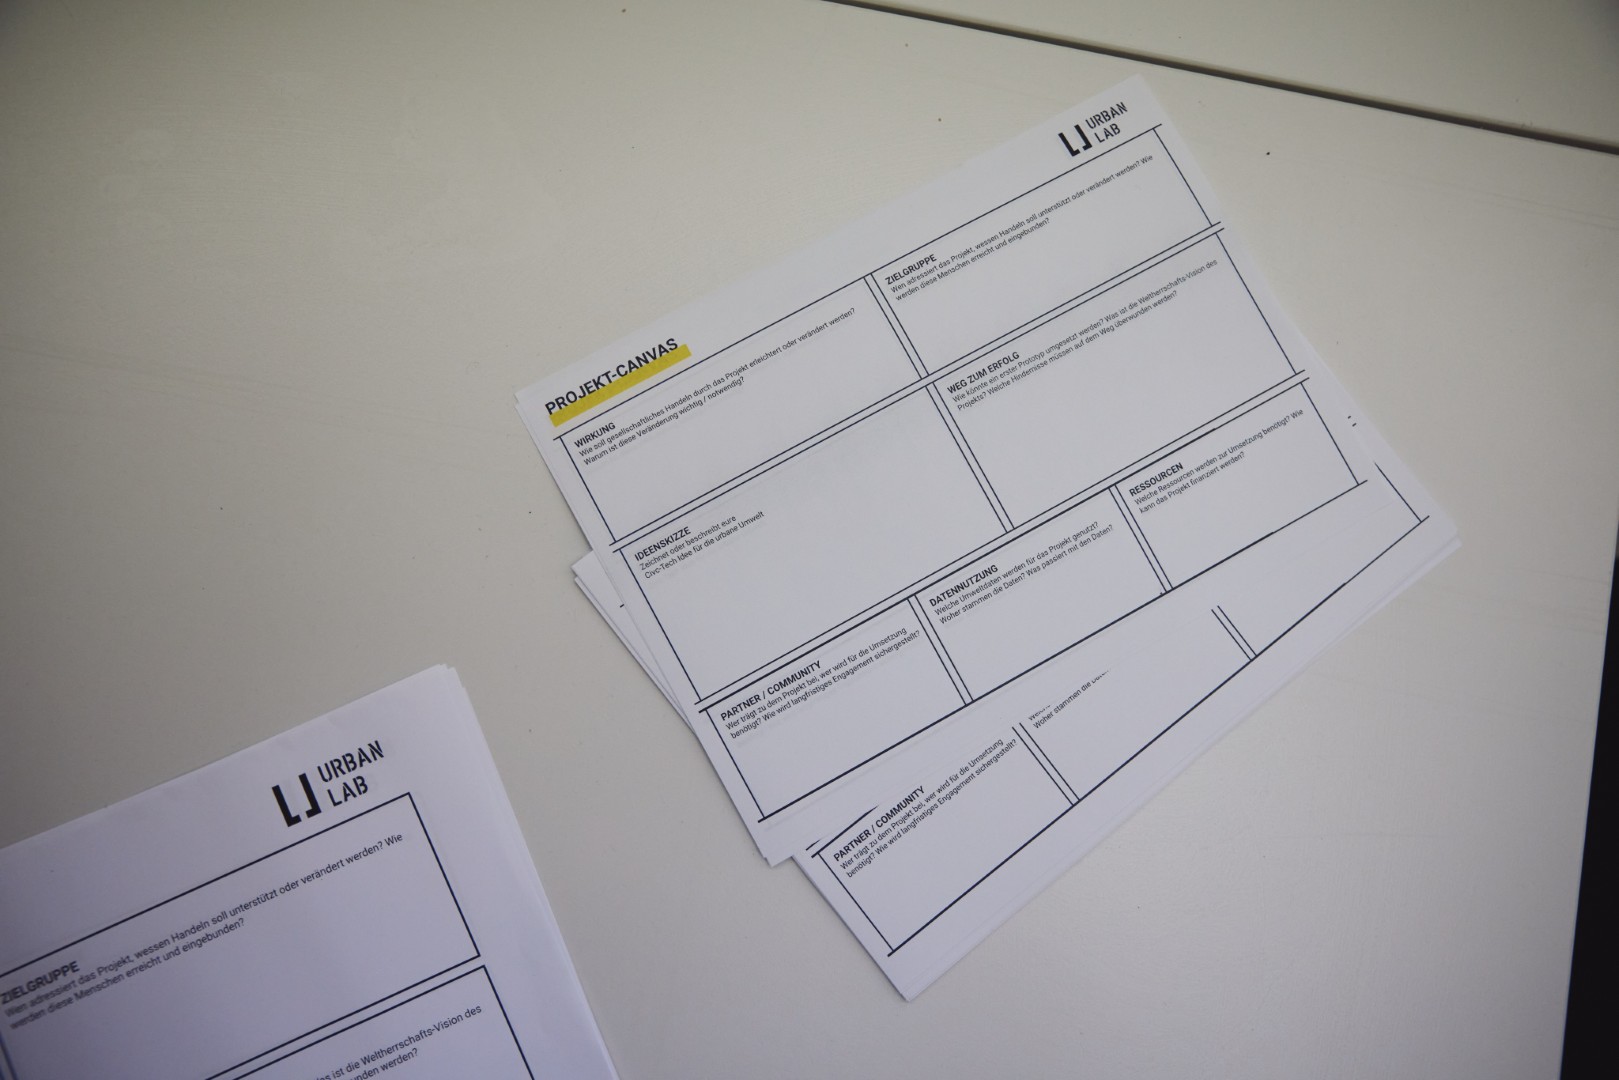 URBAN
LAB
PROJEKT-CANVAS
WIRKUNG
Wie soll gesellschaftliches Handeln durch das Projekt erleichtert oder verändert werden?
Warum ist diese Veränderung wichtig / notwendig?
ZIELGRUPPE
Wen adressiert das Projekt, wessen Handeln soll unterstützt oder verändert werden? Wie
werden diese Menschen erreicht und eingebunden?
IDEENSKIZZE
Zeichnet oder beschreibt eure
Civic-Tech Idee für die urbane Umwelt
WEG ZUM ERFOLG
Wie könnte ein erster Prototyp umgesetzt werden? Was ist die Weltherrschafts-Vision des
Projekts? Welche Hindernisse müssen auf dem Weg überwunden werden?
PARTNER / COMMUNITY
Wer trägt zu dem Projekt bei, wer wird für die Umsetzung
benötigt? Wie wird langfristiges Engagement sichergestellt?
DATENNUTZUNG
Welche Umweltdaten werden für das Projekt genutzt?
Woher stammen die Daten? Was passiert mit den Daten?
RESSOURCEN
Welche Ressourcen werden zur Umsetzung benötigt? Wie
kann das Projekt finanziert werden?
PARTNER / COMMUNITY
Wer trägt zu dem Projekt bei, wer wird für die Umsetzung
benötigt? Wie wird langfristiges Engagement sichergestellt?
Woher stammen die
URBAN
LAB
ZIELGRUPPE
Wen adressiert das Projekt, wessen Handeln soll unterstützt oder verändert werden? Wie
werden diese Menschen erreicht und eingebunden?
ist die Weltherrschafts-Vision des
werden?